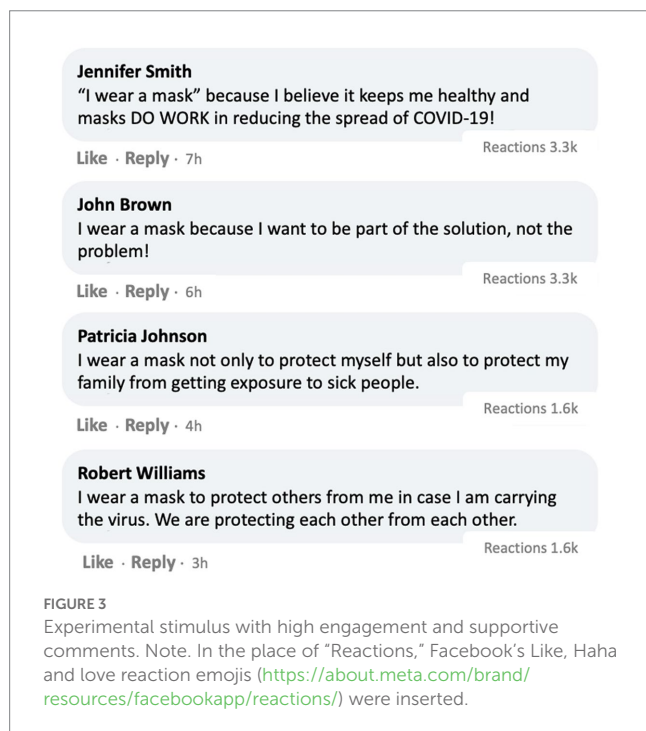 Jennifer Smith
“I wear a mask” because I believe it keeps me healthy and
masks DO WORK in reducing the spread of COVID-19!
Reactions 3.3k
Like · Reply · 7h
John Brown
I wear a mask because I want to be part of the solution, not the
problem!
Reactions 3.3k
Like · Reply · 6h
Patricia Johnson
I wear a mask not only to protect myself but also to protect my
family from getting exposure to sick people.
Reactions 1.6k
Like · Reply · 4h
Robert Williams
I wear a mask to protect others from me in case I am carrying
the virus. We are protecting each other from each other.
Reactions 1.6k
Like · Reply · 3h
FIGURE 3
Experimental stimulus with high engagement and supportive
comments. Note. In the place of “Reactions,” Facebook’s Like, Haha
and love reaction emojis (https://about.meta.com/brand/
resources/facebookapp/reactions/) were inserted.